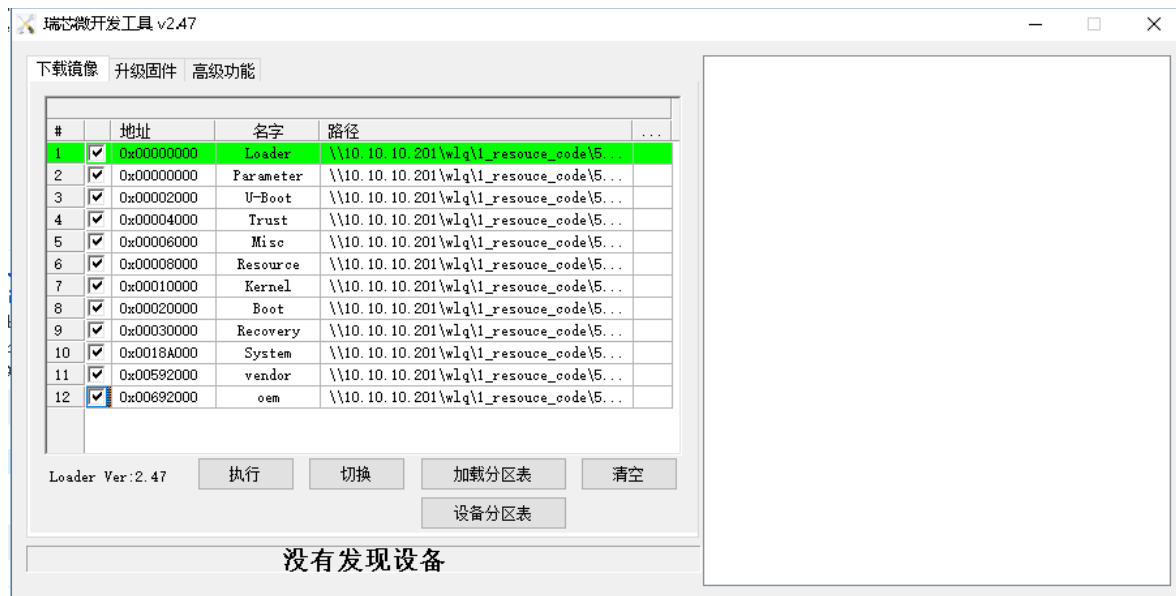 瑞芯微开发工具 v2.47
下载镜像 升级固件 高级功能
# 地址 名字 路径 ...
1 0x00000000 Loader \\10.10.10.201\wlq\1_resouce_code\5...
2 0x00000000 Parameter \\10.10.10.201\wlq\1_resouce_code\5...
3 0x00002000 U-Boot \\10.10.10.201\wlq\1_resouce_code\5...
4 0x00004000 Trust \\10.10.10.201\wlq\1_resouce_code\5...
5 0x00006000 Misc \\10.10.10.201\wlq\1_resouce_code\5...
6 0x00008000 Resource \\10.10.10.201\wlq\1_resouce_code\5...
7 0x00010000 Kernel \\10.10.10.201\wlq\1_resouce_code\5...
8 0x00020000 Boot \\10.10.10.201\wlq\1_resouce_code\5...
9 0x00030000 Recovery \\10.10.10.201\wlq\1_resouce_code\5...
10 0x0018A000 System \\10.10.10.201\wlq\1_resouce_code\5...
11 0x00592000 vendor \\10.10.10.201\wlq\1_resouce_code\5...
12 0x00692000 oem \\10.10.10.201\wlq\1_resouce_code\5...
Loader Ver:2.47 执行 切换 加载分区表 清空
设备分区表
没有发现设备